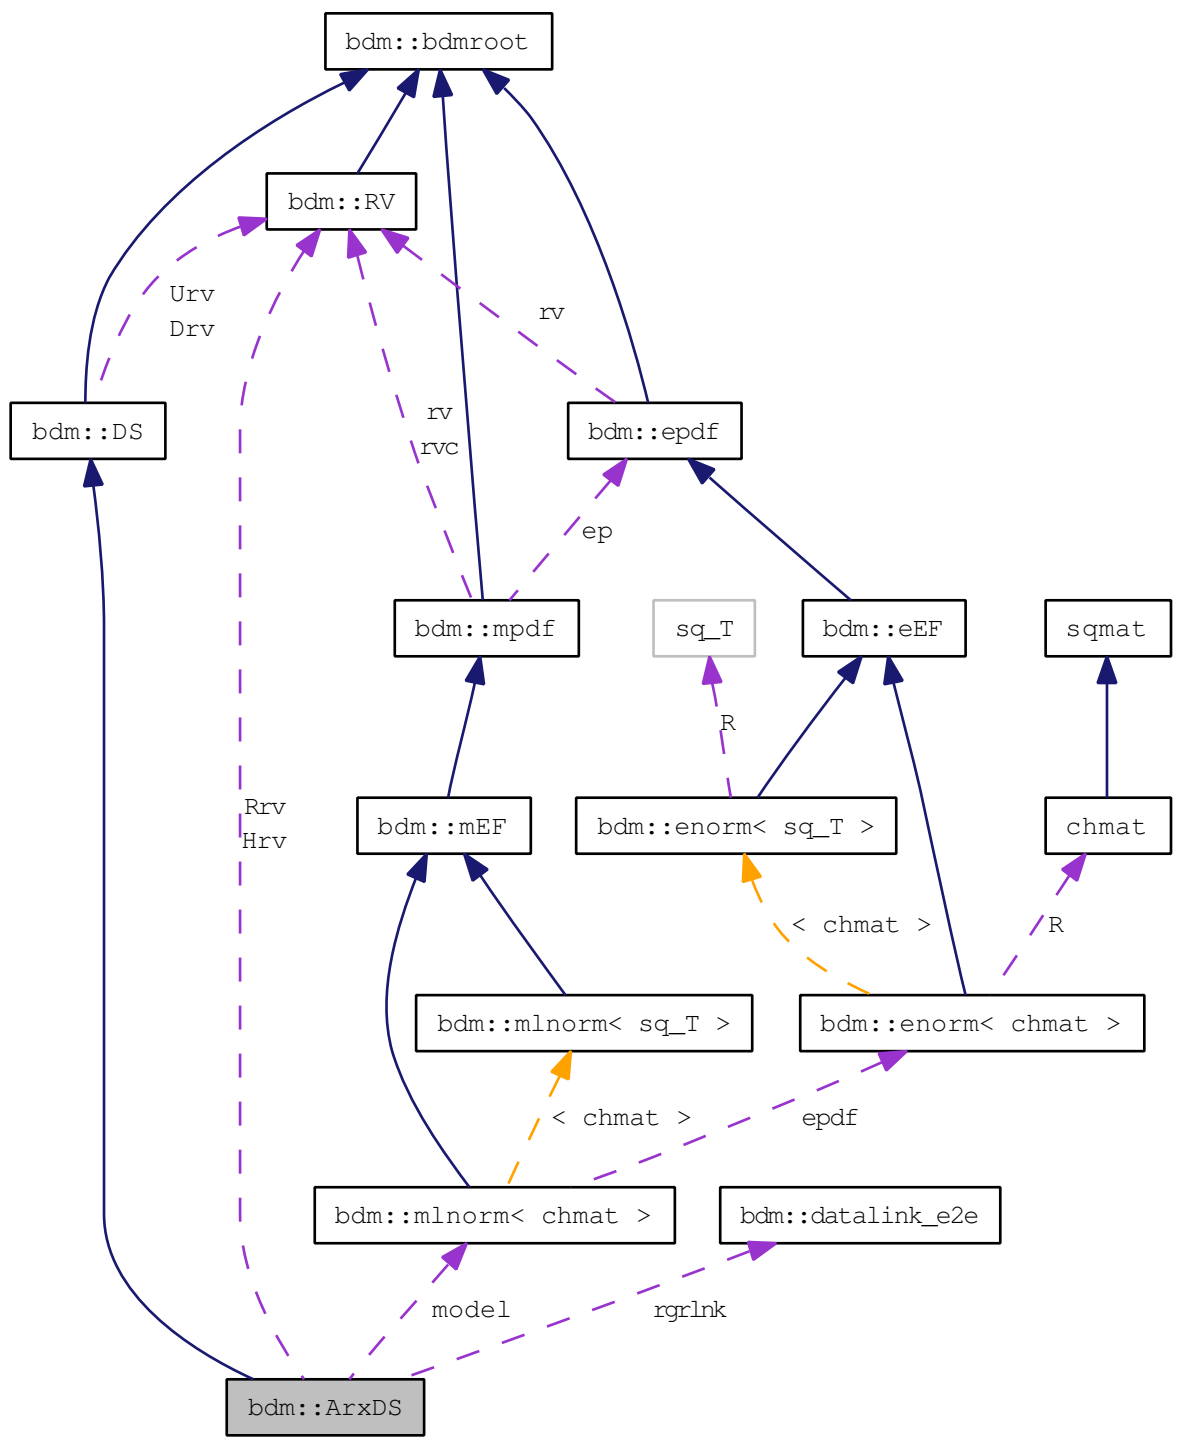 bdm::bdmroot
bdm::RV
Urv
Drv
rv
rv
rvc
bdm::DS
bdm::epdf
ep
bdm::mpdf
sq_T
bdm::eEF
sqmat
R
Rrv
Hrv
bdm::mEF
bdm::enorm< sq_T >
chmat
< chmat >
R
bdm::mlnorm< sq_T >
bdm::enorm< chmat >
< chmat >
epdf
bdm::mlnorm< chmat >
bdm::datalink_e2e
model
rgrlnk
bdm::ArxDS